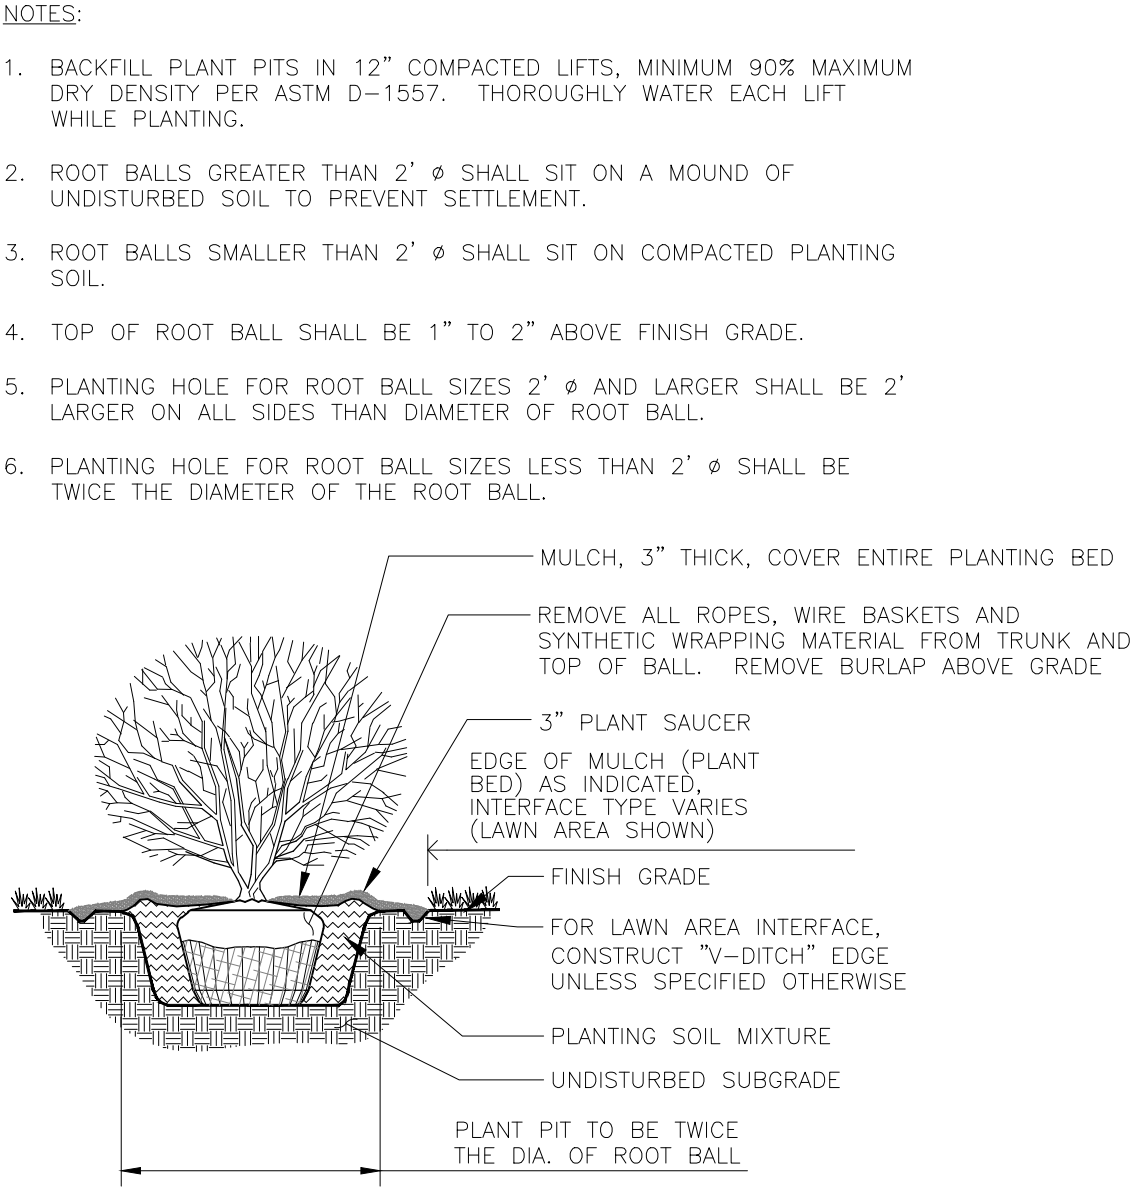 NOTES:
1. BACKFILL PLANT PITS IN 12” COMPACTED LIFTS, MINIMUM 90% MAXIMUM
DRY DENSITY PER ASTM D-1557. THOROUGHLY WATER EACH LIFT
WHILE PLANTING.
2. ROOT BALLS GREATER THAN 2’ ø SHALL SIT ON A MOUND OF
UNDISTURBED SOIL TO PREVENT SETTLEMENT.
3. ROOT BALLS SMALLER THAN 2’ ø SHALL SIT ON COMPACTED PLANTING
SOIL.
4. TOP OF ROOT BALL SHALL BE 1” TO 2” ABOVE FINISH GRADE.
5. PLANTING HOLE FOR ROOT BALL SIZES 2’ ø AND LARGER SHALL BE 2’
LARGER ON ALL SIDES THAN DIAMETER OF ROOT BALL.
6. PLANTING HOLE FOR ROOT BALL SIZES LESS THAN 2’ ø SHALL BE
TWICE THE DIAMETER OF THE ROOT BALL.
MULCH, 3” THICK, COVER ENTIRE PLANTING BED
REMOVE ALL ROPES, WIRE BASKETS AND
SYNTHETIC WRAPPING MATERIAL FROM TRUNK AND
TOP OF BALL. REMOVE BURLAP ABOVE GRADE
3” PLANT SAUCER
EDGE OF MULCH (PLANT
BED) AS INDICATED,
INTERFACE TYPE VARIES
(LAWN AREA SHOWN)
FINISH GRADE
FOR LAWN AREA INTERFACE,
CONSTRUCT ”V-DITCH” EDGE
UNLESS SPECIFIED OTHERWISE
PLANTING SOIL MIXTURE
UNDISTURBED SUBGRADE
PLANT PIT TO BE TWICE
THE DIA. OF ROOT BALL